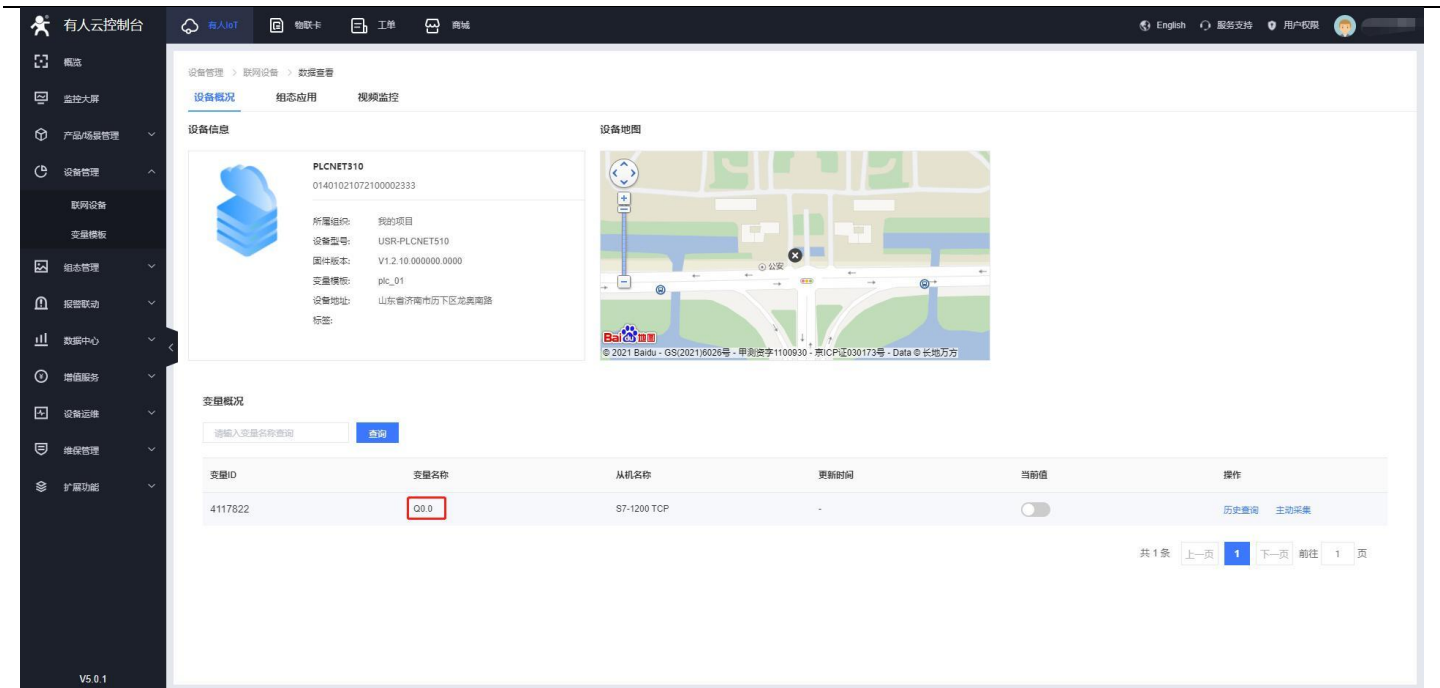 有人云控制台
有人IoT 物联卡 工单 商城
English 服务支持 用户权限
概览
监控大屏
产品/场景管理
设备管理
联网设备
变量模板
组态管理
报警联动
数据中心
增值服务
设备运维
维保管理
扩展功能
V5.0.1
设备管理 > 联网设备 > 数据查看
设备概况 组态应用 视频监控
设备信息
PLCNET310
01401021072100002333
所属组织: 我的项目
设备型号: USR-PLCNET510
固件版本: V1.2.10.000000.0000
变量模板: plc_01
设备地址: 山东省济南市历下区龙奥南路
标签:
设备地图
公安
Bai du 地图
© 2021 Baidu - GS(2021)6026号 - 甲测资字1100930 - 京ICP证030173号 - Data © 长地万方
变量概况
请输入变量名称查询 查询
变量ID 变量名称 从机名称 更新时间 当前值 操作
4117822 Q0.0 S7-1200 TCP - 历史查询 主动采集
共 1 条 上一页 1 下一页 前往 1 页